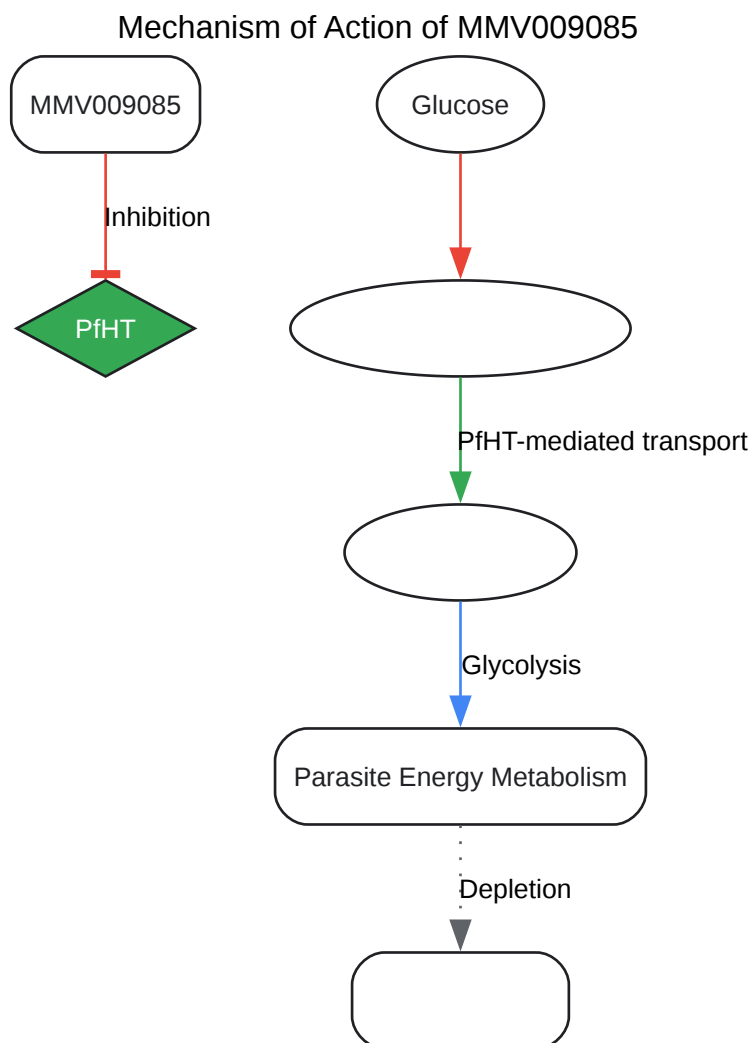 Mechanism of Action of MMV009085
MMV009085
Glucose
Inhibition
PfHT
PfHT-mediated transport
Glycolysis
Parasite Energy Metabolism
Depletion